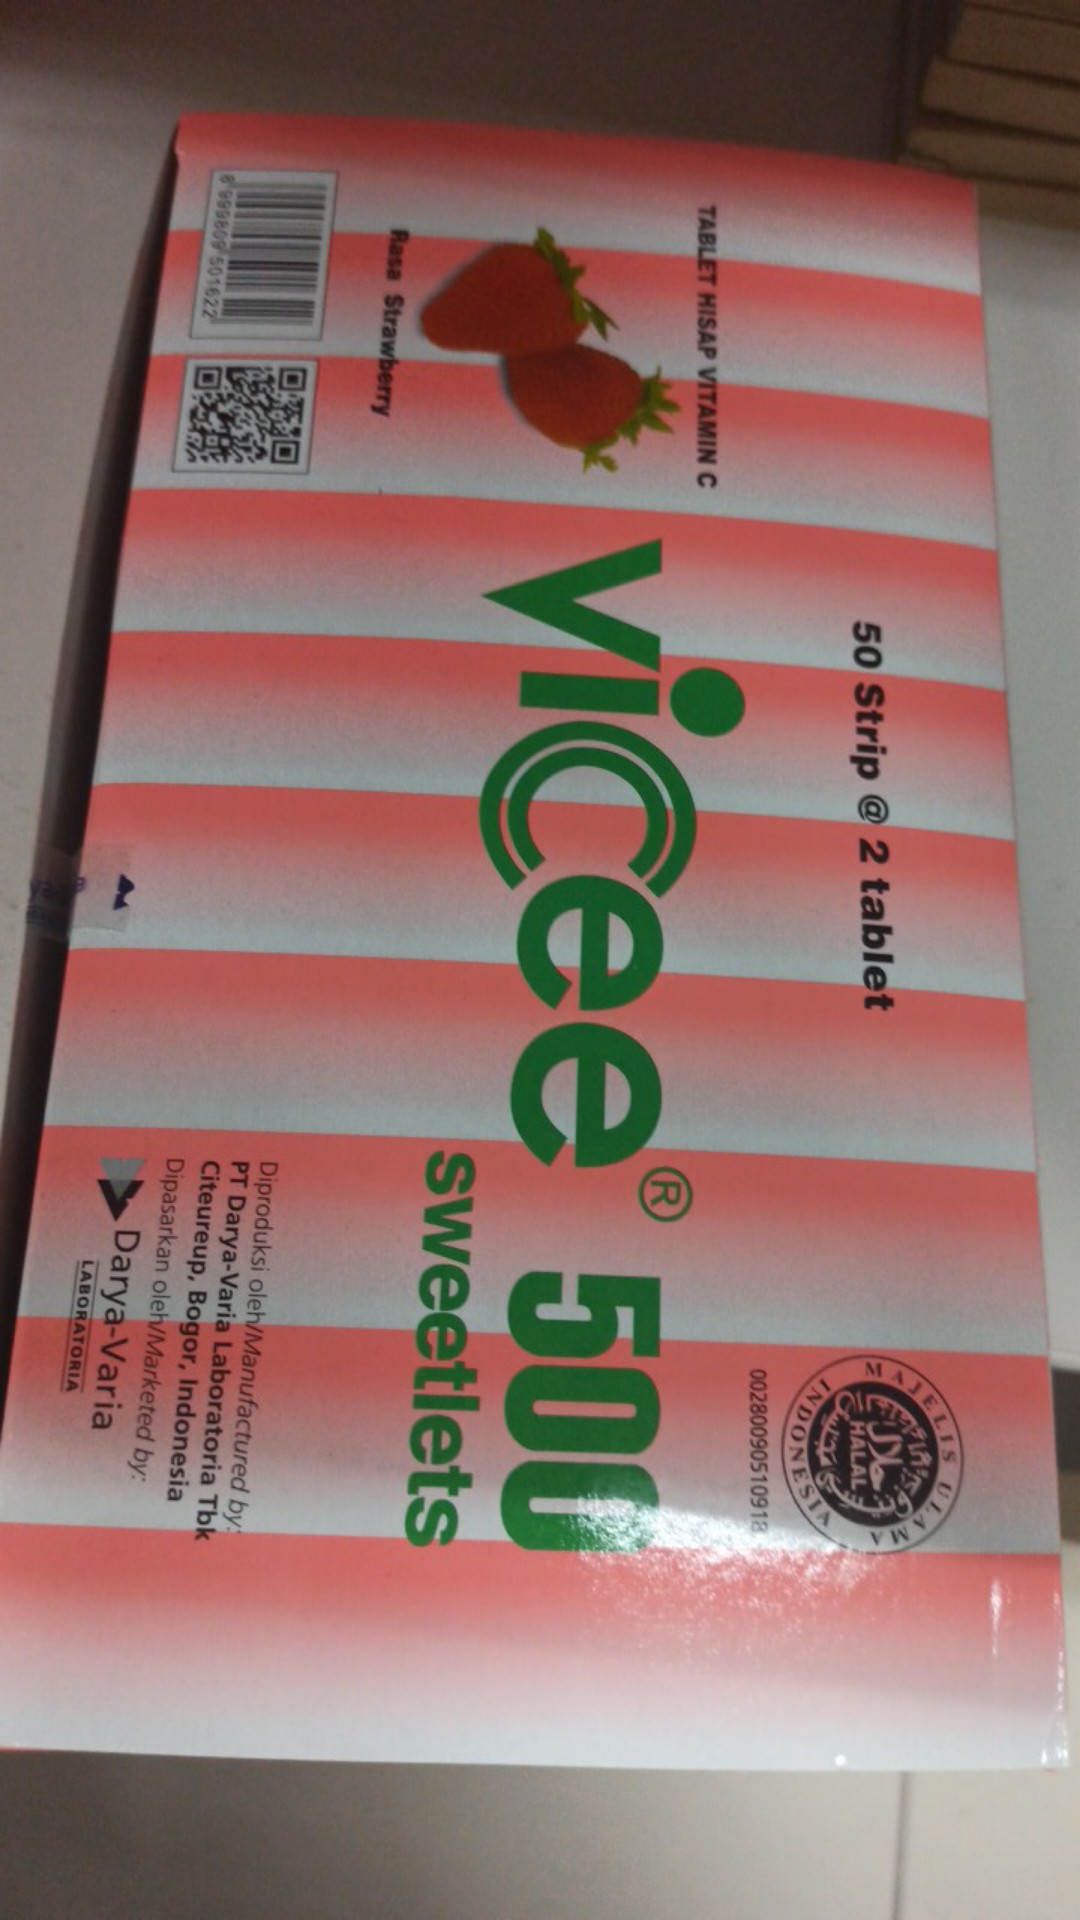 50 Strip @ 2 tablet
MAJELIS ULAMA INDONESIA
HALAL
00280090510918
TABLET HISAP VITAMIN C
Rasa Strawberry
viCee® 500
sweetlets
8 999809 501622
Diproduksi oleh/Manufactured by:
PT Darya-Varia Laboratoria Tbk
Citeureup, Bogor, Indonesia
Dipasarkan oleh/Marketed by:
Darya-Varia
LABORATORIA